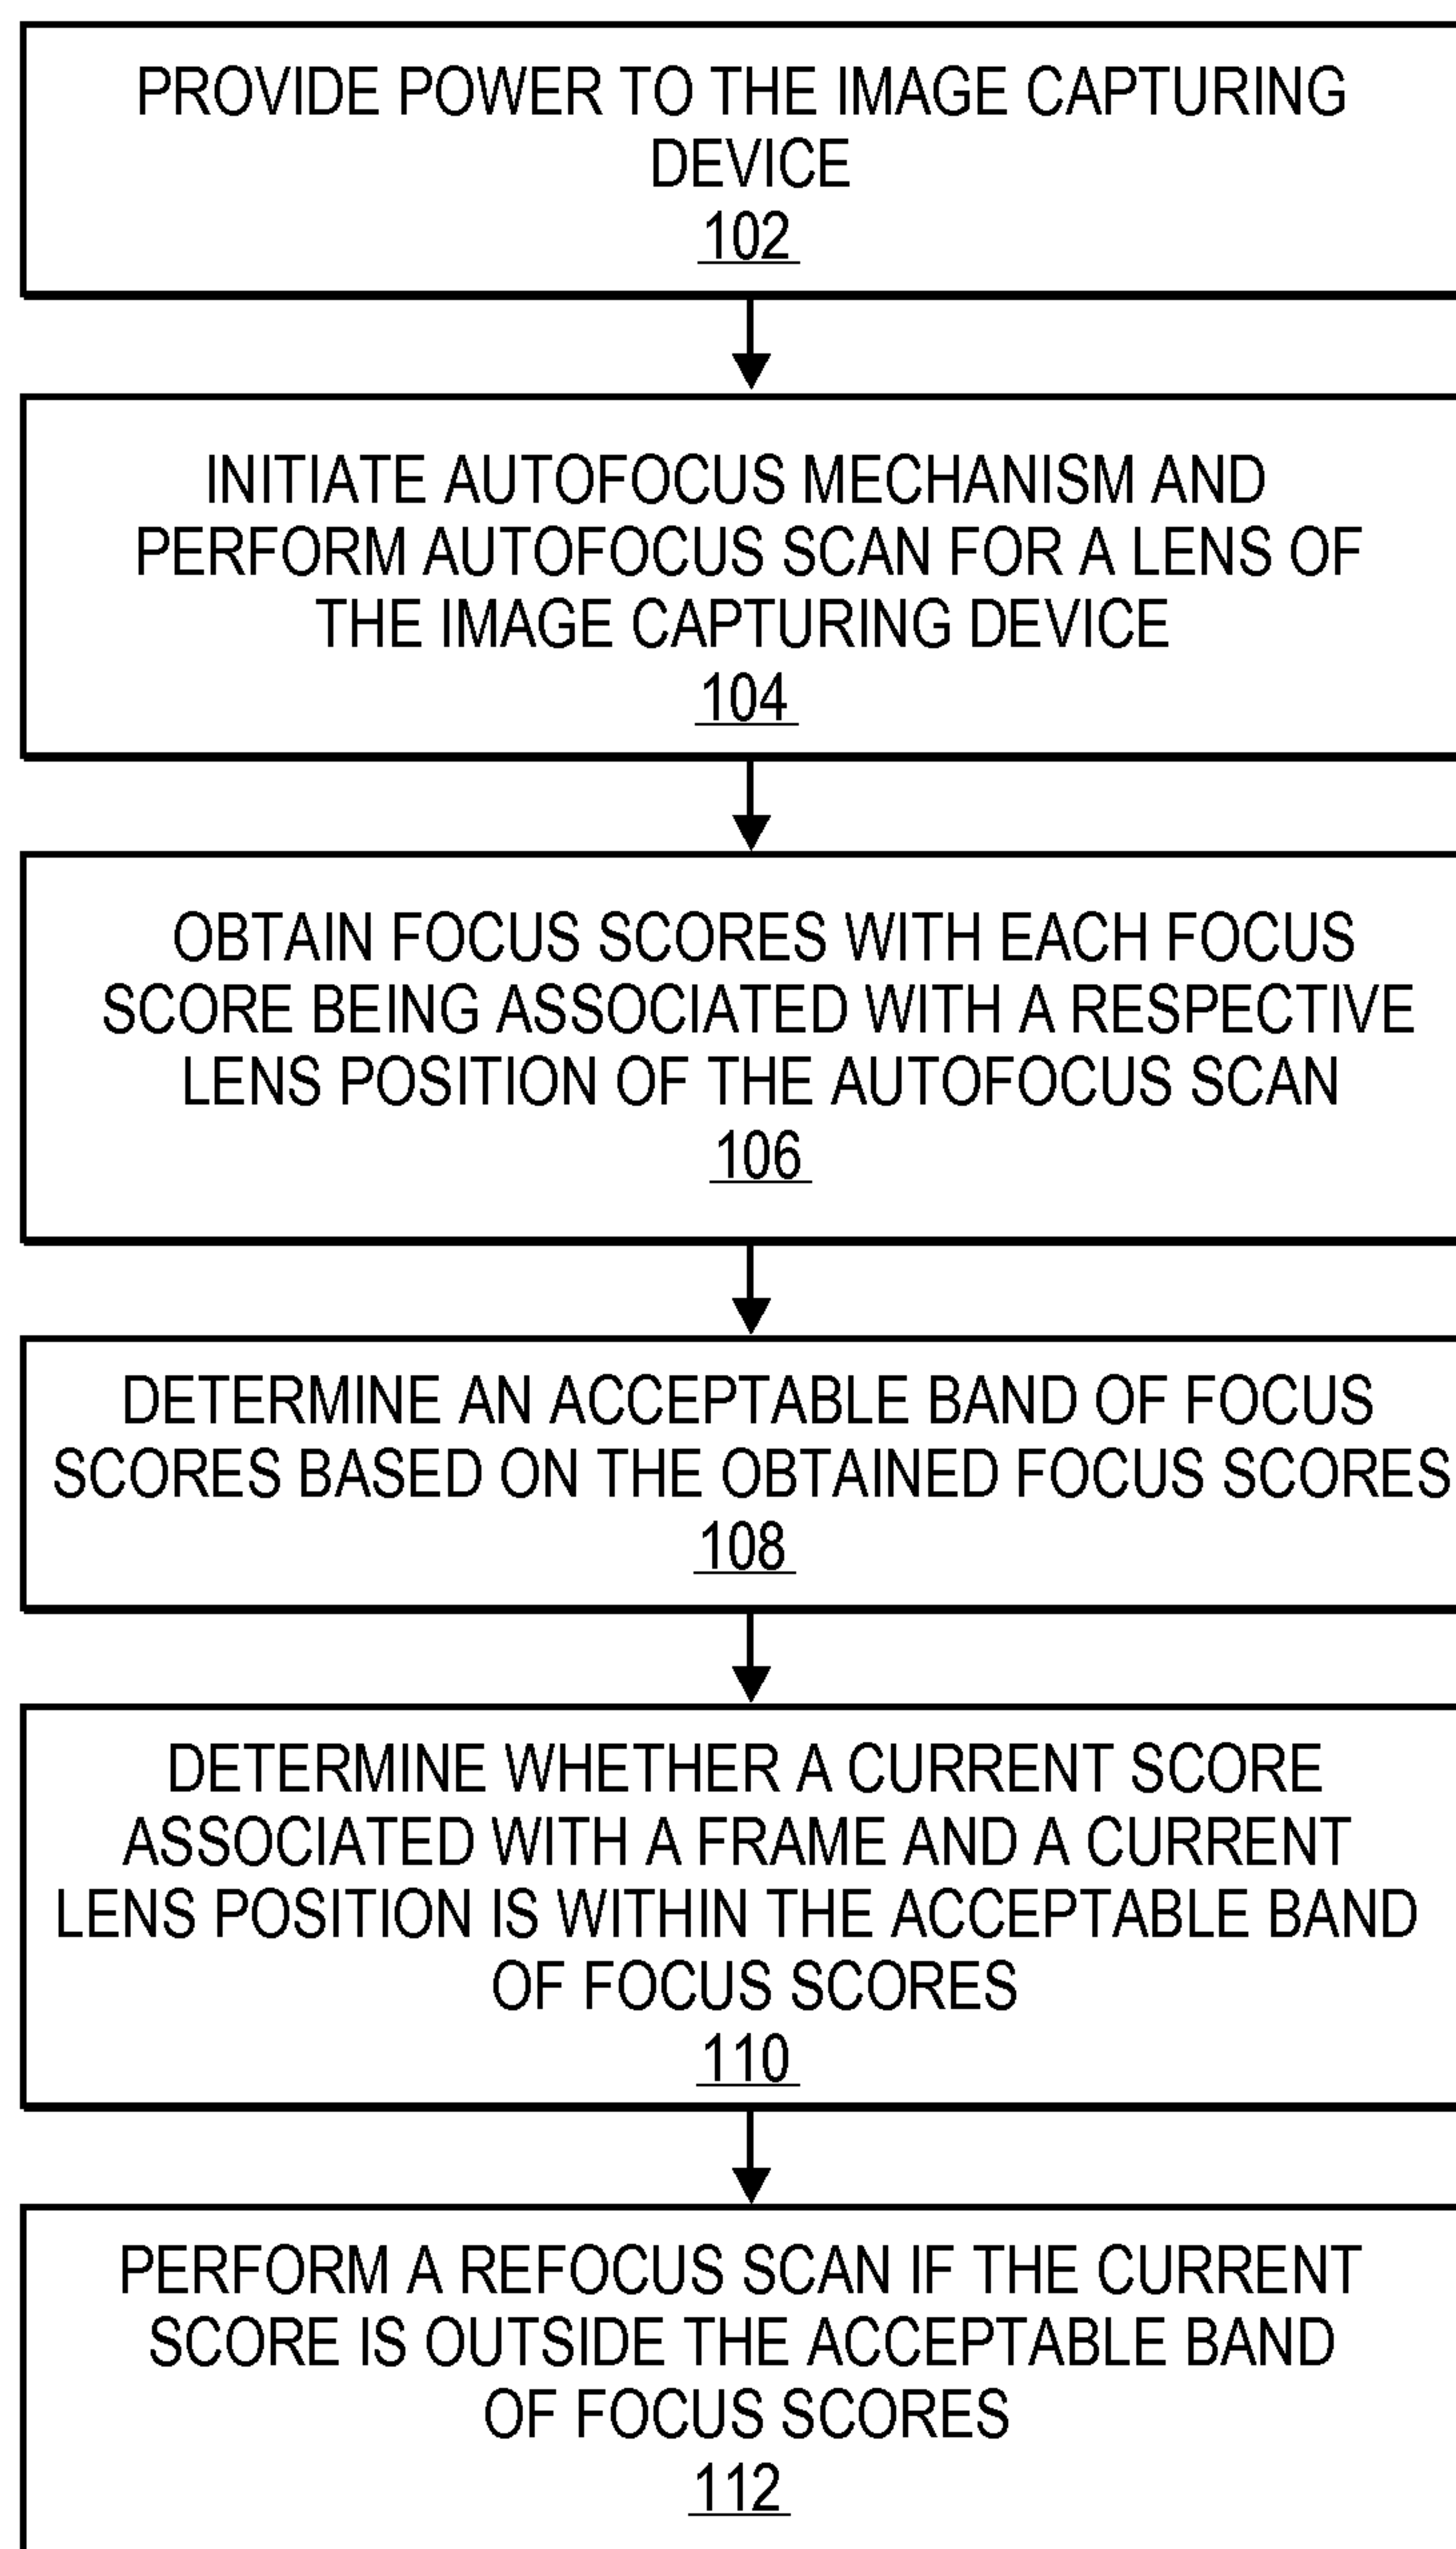 PROVIDE POWER TO THE IMAGE CAPTURING
DEVICE
102
INITIATE AUTOFOCUS MECHANISM AND
PERFORM AUTOFOCUS SCAN FOR A LENS OF
THE IMAGE CAPTURING DEVICE
104
OBTAIN FOCUS SCORES WITH EACH FOCUS
SCORE BEING ASSOCIATED WITH A RESPECTIVE
LENS POSITION OF THE AUTOFOCUS SCAN
106
DETERMINE AN ACCEPTABLE BAND OF FOCUS
SCORES BASED ON THE OBTAINED FOCUS SCORES
108
DETERMINE WHETHER A CURRENT SCORE
ASSOCIATED WITH A FRAME AND A CURRENT
LENS POSITION IS WITHIN THE ACCEPTABLE BAND
OF FOCUS SCORES
110
PERFORM A REFOCUS SCAN IF THE CURRENT
SCORE IS OUTSIDE THE ACCEPTABLE BAND
OF FOCUS SCORES
112